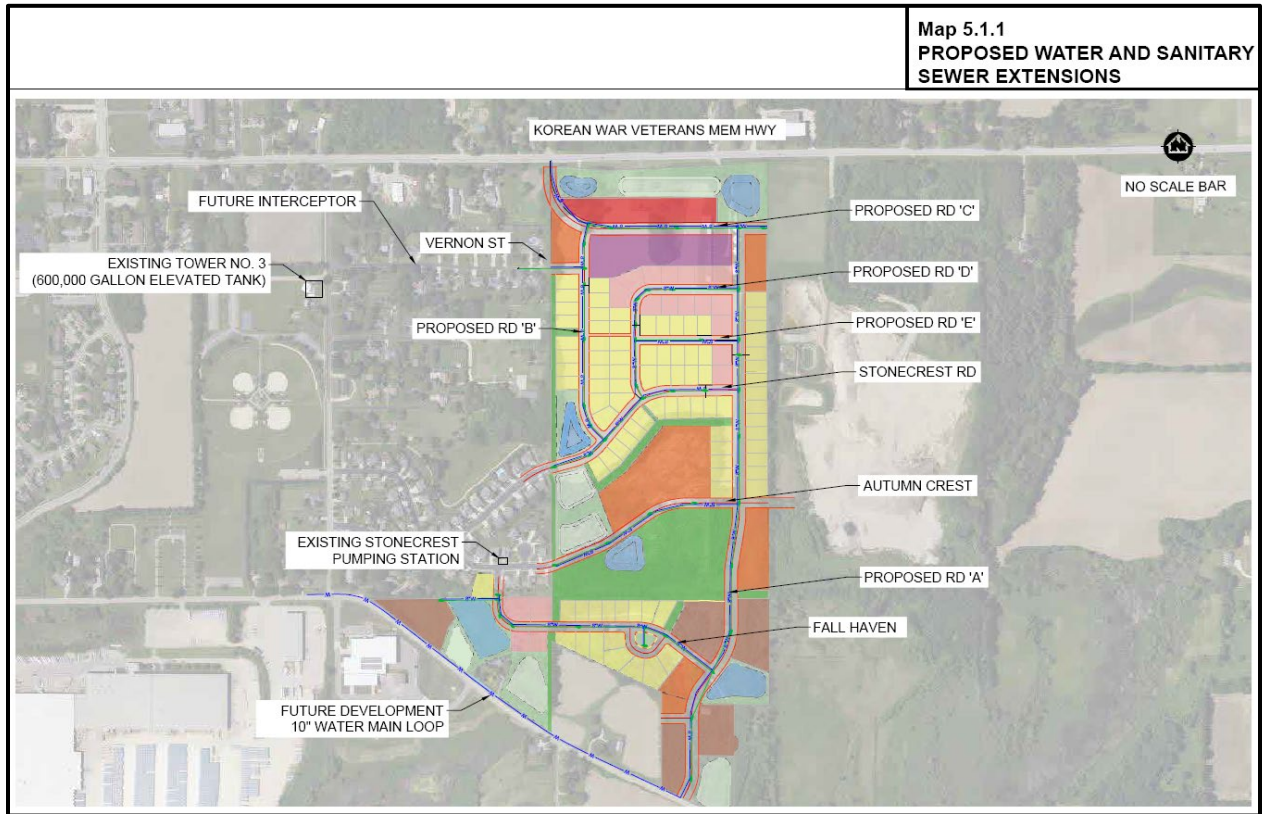 Map 5.1.1
PROPOSED WATER AND SANITARY
SEWER EXTENSIONS
KOREAN WAR VETERANS MEM HWY
NO SCALE BAR
FUTURE INTERCEPTOR
PROPOSED RD 'C'
VERNON ST
EXISTING TOWER NO. 3
(600,000 GALLON ELEVATED TANK)
PROPOSED RD 'D'
PROPOSED RD 'B'
PROPOSED RD 'E'
STONECREST RD
AUTUMN CREST
EXISTING STONECREST
PUMPING STATION
PROPOSED RD 'A'
FALL HAVEN
FUTURE DEVELOPMENT
10" WATER MAIN LOOP